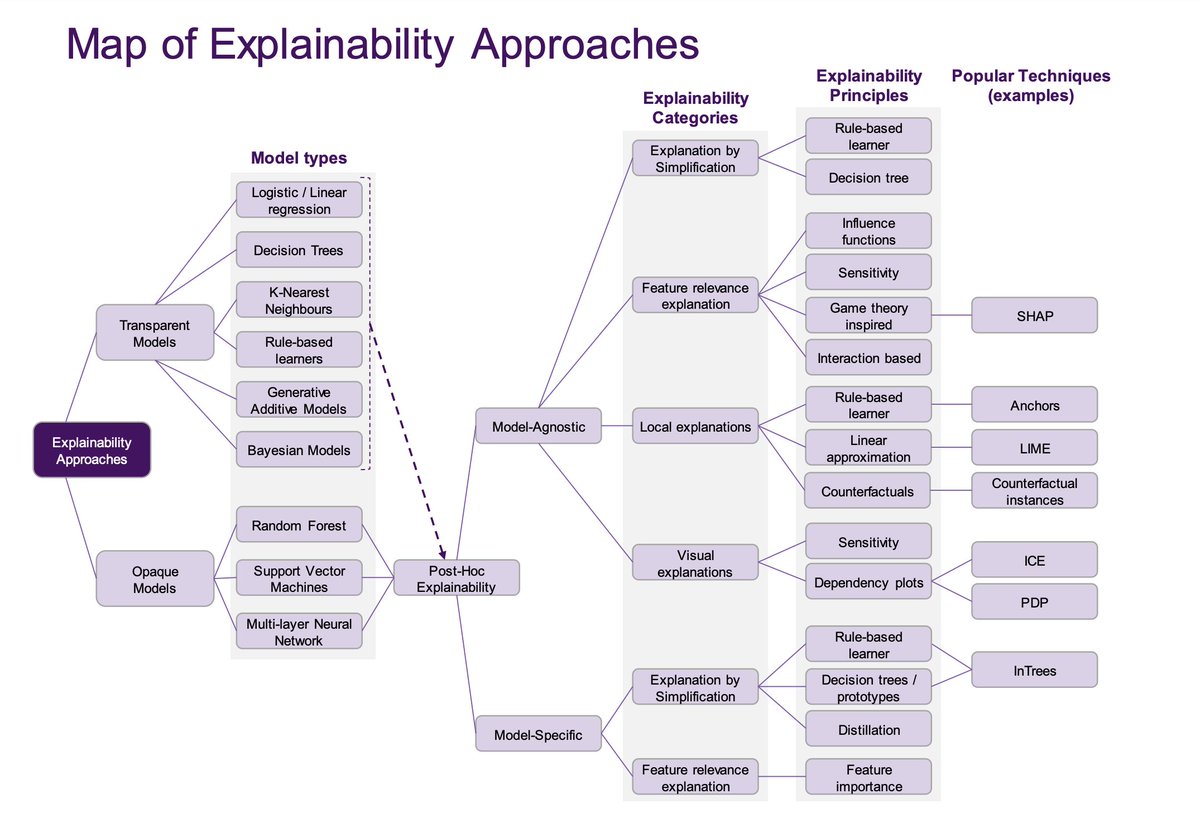 Map of Explainability Approaches
Explainability
Approaches
Transparent
Models
Opaque
Models
Model types
Logistic / Linear
regression
Decision Trees
K-Nearest
Neighbours
Rule-based
learners
Generative
Additive Models
Bayesian Models
Random Forest
Support Vector
Machines
Multi-layer Neural
Network
Post-Hoc
Explainability
Model-Agnostic
Model-Specific
Explainability
Categories
Explanation by
Simplification
Feature relevance
explanation
Local explanations
Visual
explanations
Explanation by
Simplification
Feature relevance
explanation
Explainability
Principles
Rule-based
learner
Decision tree
Influence
functions
Sensitivity
Game theory
inspired
Interaction based
Rule-based
learner
Linear
approximation
Counterfactuals
Sensitivity
Dependency plots
Rule-based
learner
Decision trees /
prototypes
Distillation
Feature
importance
Popular Techniques
(examples)
SHAP
Anchors
LIME
Counterfactual
instances
ICE
PDP
InTrees